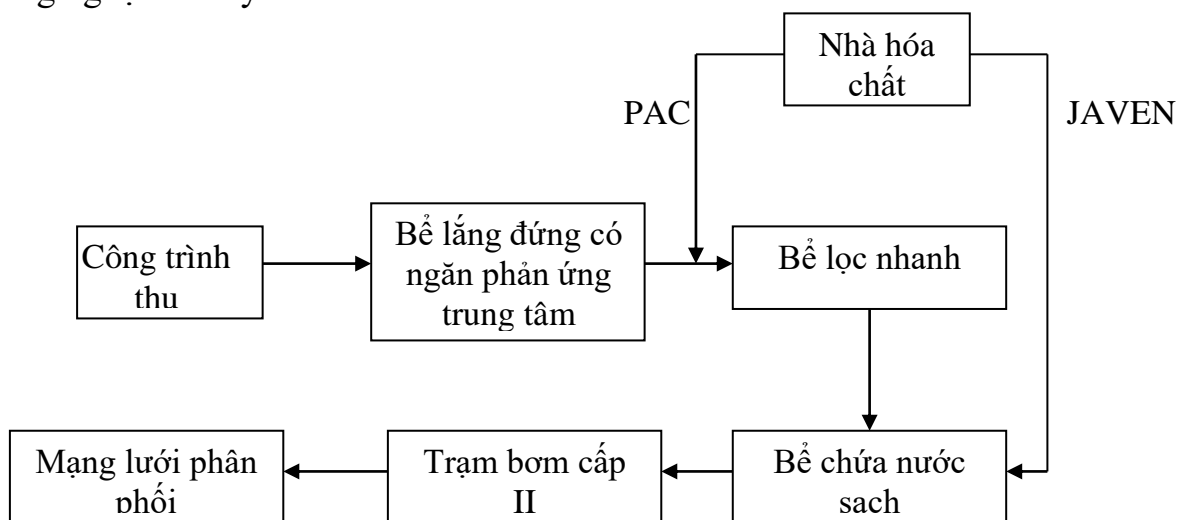 Nhà hóa
chất
PAC
JAVEN
Bể lắng đứng có
ngăn phản ứng
trung tâm
Công trình
thu
Bể lọc nhanh
Mạng lưới phân
phối
Trạm bơm cấp
II
Bể chứa nước
sạch